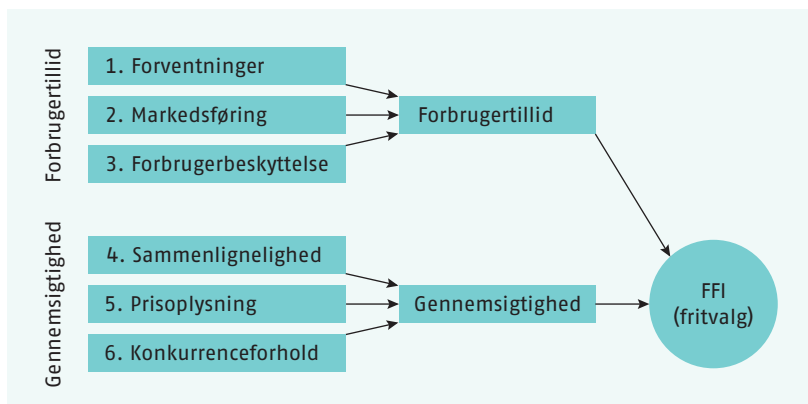 Forbrugertillid
1. Forventninger
2. Markedsføring
3. Forbrugerbeskyttelse
Forbrugertillid
Gennemsigtighed
4. Sammenlignelighed
5. Prisoplysning
6. Konkurrenceforhold
Gennemsigtighed
FFI
(fritvalg)